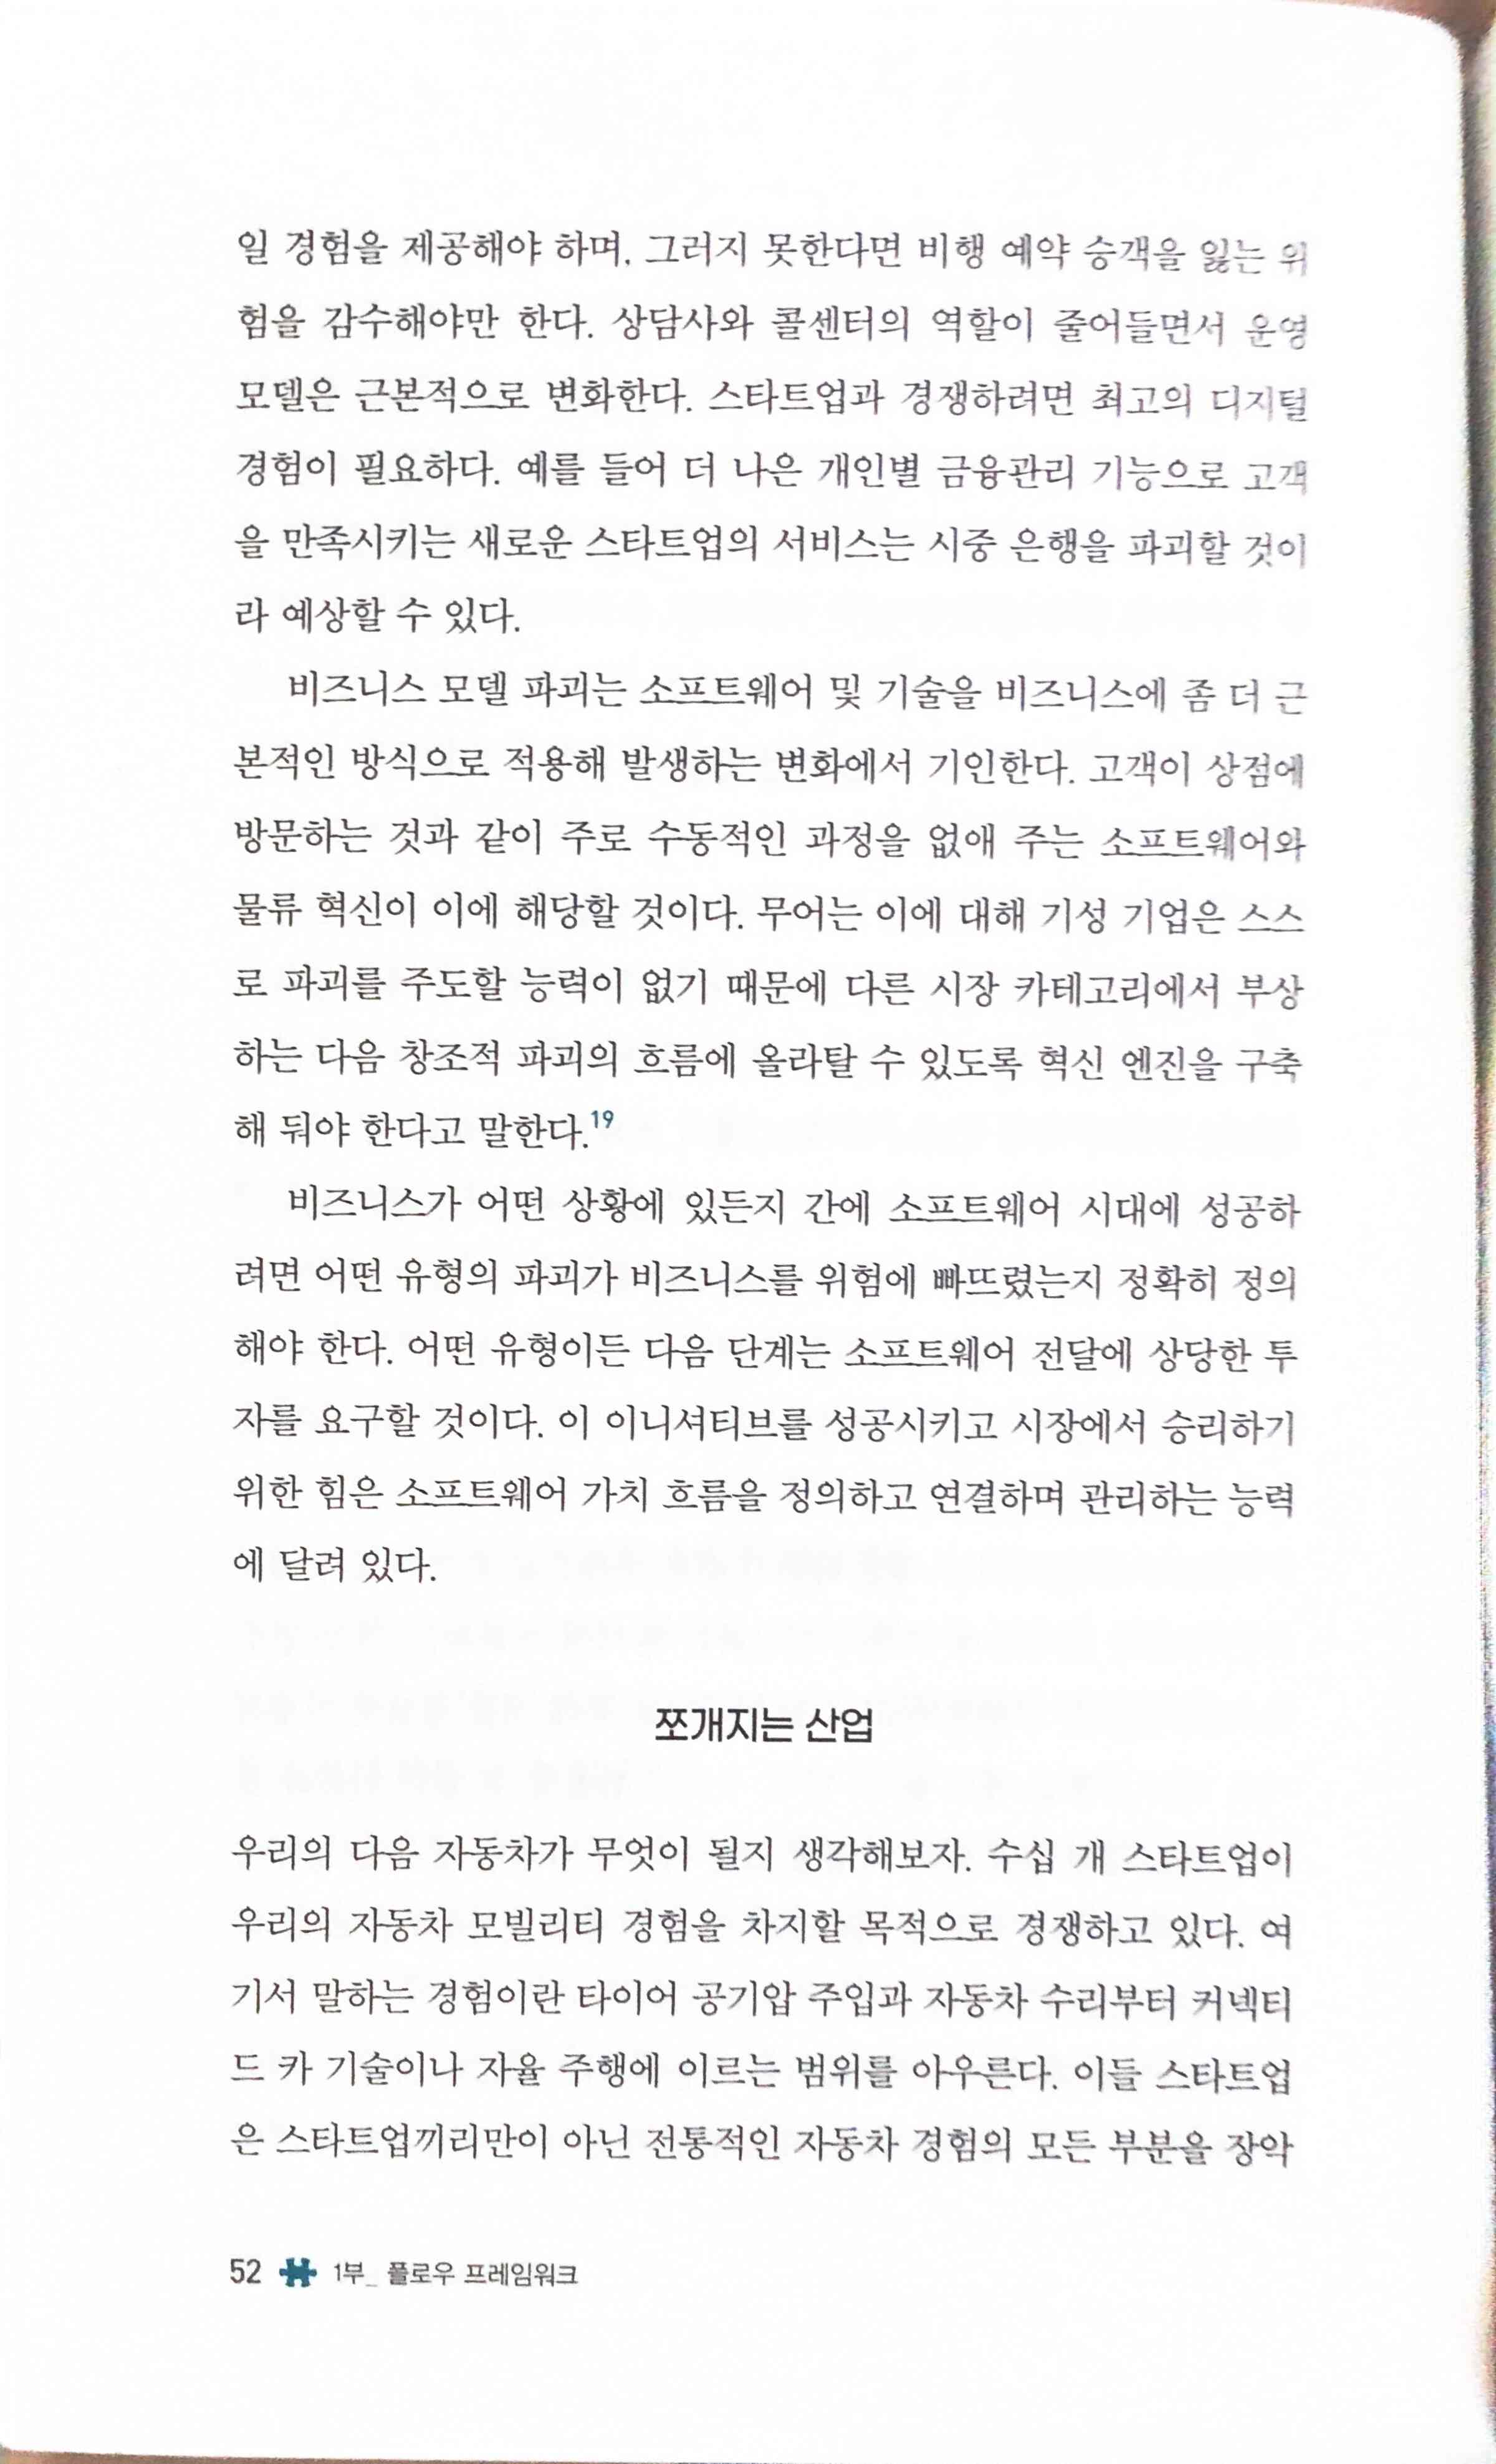 일 경험을 제공해야 하며, 그러지 못한다면 비행 예약 승객을 잃는 위
험을 감수해야만 한다. 상담사와 콜센터의 역할이 줄어들면서 운영
모델은 근본적으로 변화한다. 스타트업과 경쟁하려면 최고의 디지털
경험이 필요하다. 예를 들어 더 나은 개인별 금융관리 기능으로 고객
을 만족시키는 새로운 스타트업의 서비스는 시중 은행을 파괴할 것이
라 예상할 수 있다.
비즈니스 모델 파괴는 소프트웨어 및 기술을 비즈니스에 좀 더 근
본적인 방식으로 적용해 발생하는 변화에서 기인한다. 고객이 상점에
방문하는 것과 같이 주로 수동적인 과정을 없애 주는 소프트웨어와
물류 혁신이 이에 해당할 것이다. 무어는 이에 대해 기성 기업은 스스
로 파괴를 주도할 능력이 없기 때문에 다른 시장 카테고리에서 부상
하는 다음 창조적 파괴의 흐름에 올라탈 수 있도록 혁신 엔진을 구축
해 둬야 한다고 말한다.19
비즈니스가 어떤 상황에 있든지 간에 소프트웨어 시대에 성공하
려면 어떤 유형의 파괴가 비즈니스를 위험에 빠뜨렸는지 정확히 정의
해야 한다. 어떤 유형이든 다음 단계는 소프트웨어 전달에 상당한 투
자를 요구할 것이다. 이 이니셔티브를 성공시키고 시장에서 승리하기
위한 힘은 소프트웨어 가치 흐름을 정의하고 연결하며 관리하는 능력
에 달려 있다.
쪼개지는 산업
우리의 다음 자동차가 무엇이 될지 생각해보자. 수십 개 스타트업이
우리의 자동차 모빌리티 경험을 차지할 목적으로 경쟁하고 있다. 여
기서 말하는 경험이란 타이어 공기압 주입과 자동차 수리부터 커넥티
드 카 기술이나 자율 주행에 이르는 범위를 아우른다. 이들 스타트업
은 스타트업끼리만이 아닌 전통적인 자동차 경험의 모든 부분을 장악
52 1부_ 플로우 프레임워크